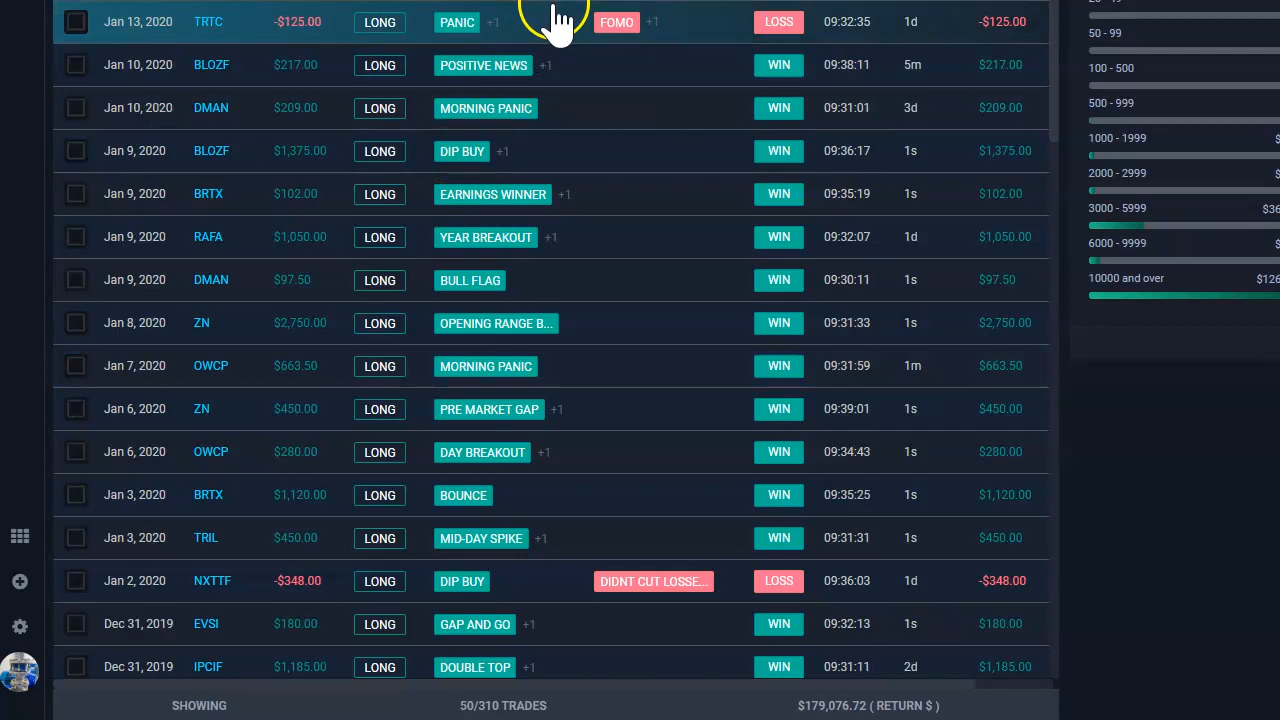 20 - 49
Jan 13, 2020 TRTC -$125.00 LONG PANIC +1 FOMO +1 LOSS 09:32:35 1d -$125.00
50 - 99
Jan 10, 2020 BLOZF $217.00 LONG POSITIVE NEWS +1 WIN 09:38:11 5m $217.00
100 - 500
Jan 10, 2020 DMAN $209.00 LONG MORNING PANIC WIN 09:31:01 3d $209.00
500 - 999
1000 - 1999 $
Jan 9, 2020 BLOZF $1,375.00 LONG DIP BUY +1 WIN 09:36:17 1s $1,375.00
2000 - 2999 $
Jan 9, 2020 BRTX $102.00 LONG EARNINGS WINNER +1 WIN 09:35:19 1s $102.00
3000 - 5999 $36
Jan 9, 2020 RAFA $1,050.00 LONG YEAR BREAKOUT +1 WIN 09:32:07 1d $1,050.00
6000 - 9999 $
Jan 9, 2020 DMAN $97.50 LONG BULL FLAG WIN 09:30:11 1s $97.50
10000 and over $126
Jan 8, 2020 ZN $2,750.00 LONG OPENING RANGE B... WIN 09:31:33 1s $2,750.00
Jan 7, 2020 OWCP $663.50 LONG MORNING PANIC WIN 09:31:59 1m $663.50
Jan 6, 2020 ZN $450.00 LONG PRE MARKET GAP +1 WIN 09:39:01 1s $450.00
Jan 6, 2020 OWCP $280.00 LONG DAY BREAKOUT +1 WIN 09:34:43 1s $280.00
Jan 3, 2020 BRTX $1,120.00 LONG BOUNCE WIN 09:35:25 1s $1,120.00
Jan 3, 2020 TRIL $450.00 LONG MID-DAY SPIKE +1 WIN 09:31:31 1s $450.00
Jan 2, 2020 NXTTF -$348.00 LONG DIP BUY DIDNT CUT LOSSE... LOSS 09:36:03 1d -$348.00
Dec 31, 2019 EVSI $180.00 LONG GAP AND GO +1 WIN 09:32:13 1s $180.00
Dec 31, 2019 IPCIF $1,185.00 LONG DOUBLE TOP +1 WIN 09:31:11 2d $1,185.00
SHOWING 50/310 TRADES $179,076.72 ( RETURN $ )